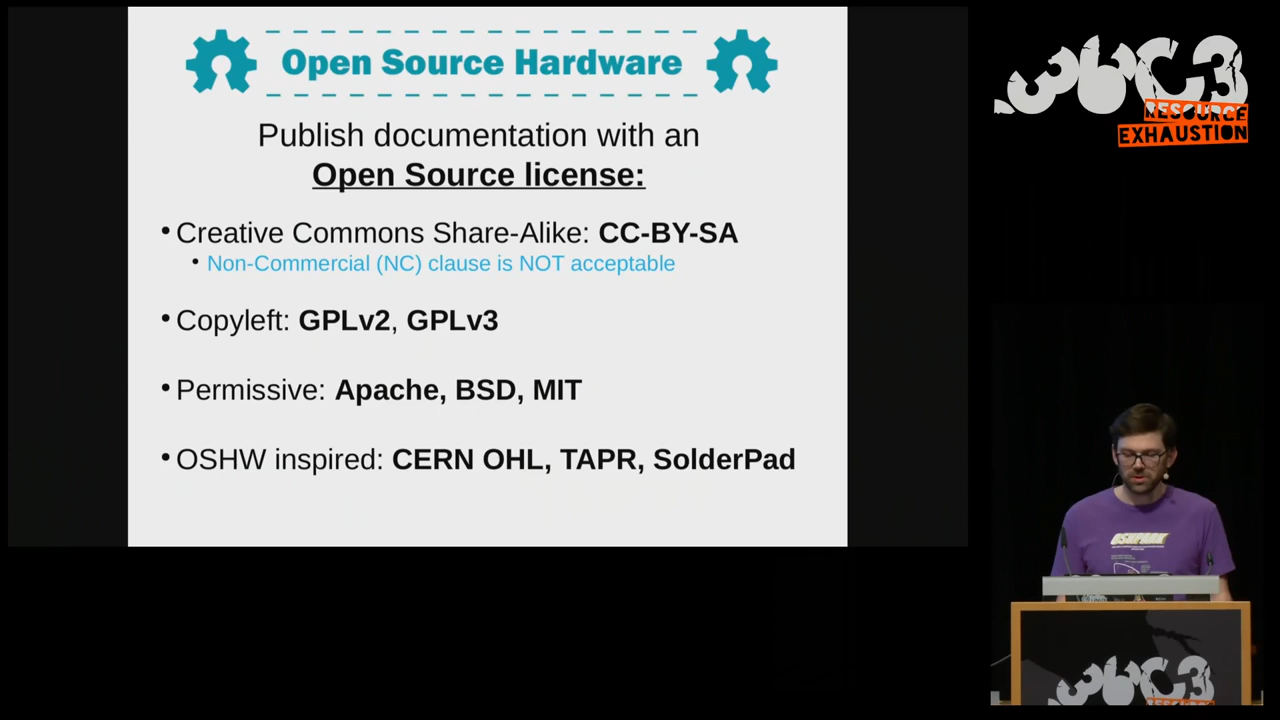 Open Source Hardware
Publish documentation with an
Open Source license:
• Creative Commons Share-Alike: CC-BY-SA
• Non-Commercial (NC) clause is NOT acceptable
• Copyleft: GPLv2, GPLv3
• Permissive: Apache, BSD, MIT
• OSHW inspired: CERN OHL, TAPR, SolderPad
36C3
RESOURCE
EXHAUSTION
OSHPARK
36C3